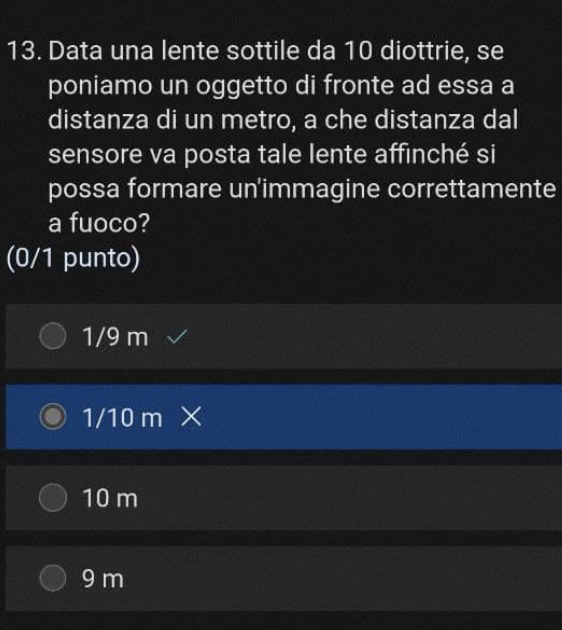 13. Data una lente sottile da 10 diottrie, se
poniamo un oggetto di fronte ad essa a
distanza di un metro, a che distanza dal
sensore va posta tale lente affinché si
possa formare un'immagine correttamente
a fuoco?
(0/1 punto)
1/9 m
1/10 m
10 m
9 m